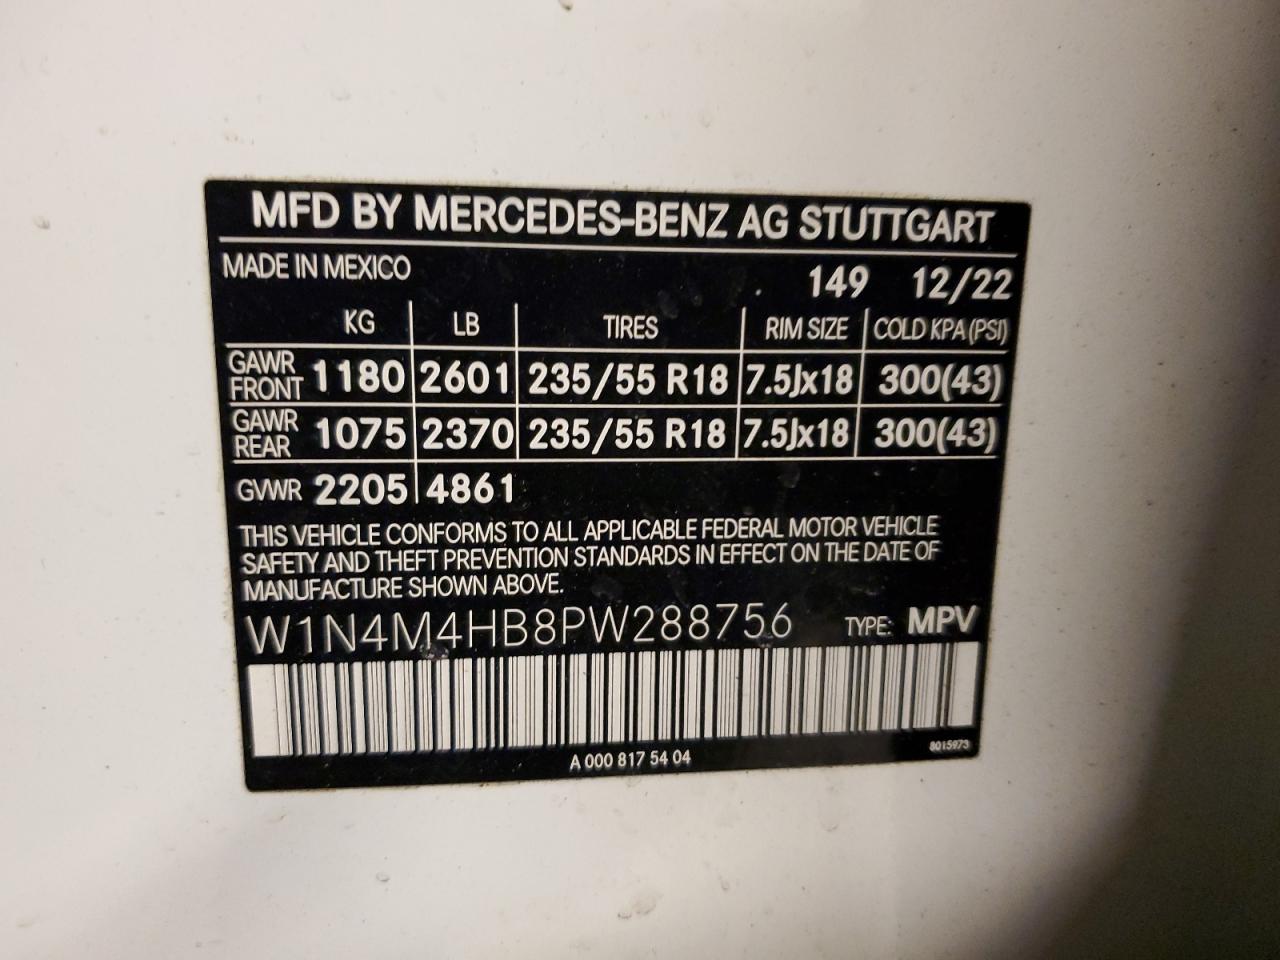 MFD BY MERCEDES-BENZ AG STUTTGART
MADE IN MEXICO 149 12/22
KG LB TIRES RIM SIZE COLD KPA (PSI)
GAWR FRONT 1180 2601 235/55 R18 7.5Jx18 300(43)
GAWR REAR 1075 2370 235/55 R18 7.5Jx18 300(43)
GVWR 2205 4861
THIS VEHICLE CONFORMS TO ALL APPLICABLE FEDERAL MOTOR VEHICLE
SAFETY AND THEFT PREVENTION STANDARDS IN EFFECT ON THE DATE OF
MANUFACTURE SHOWN ABOVE.
W1N4M4HB8PW288756 TYPE: MPV
A 000 817 54 04 8015973